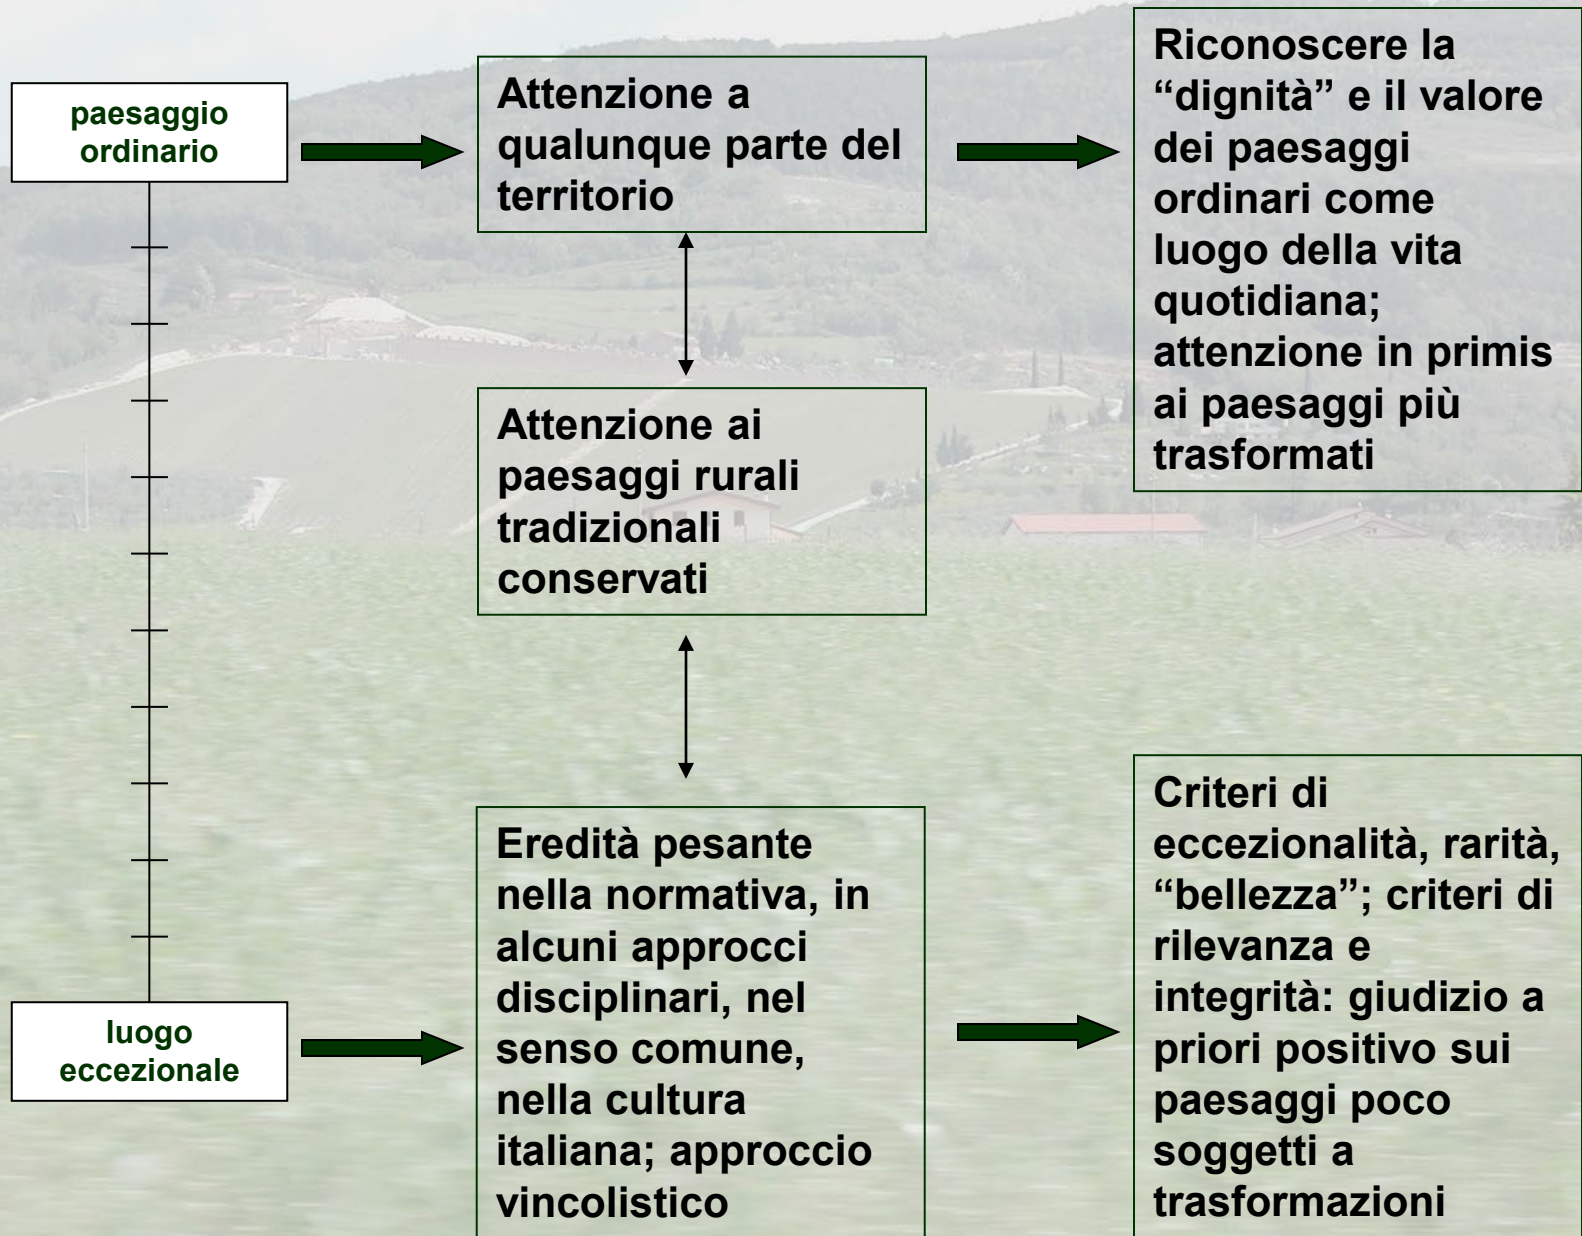 paesaggio
ordinario
Attenzione a
qualunque parte del
territorio
Riconoscere la
“dignità” e il valore
dei paesaggi
ordinari come
luogo della vita
quotidiana;
attenzione in primis
ai paesaggi più
trasformati
Attenzione ai
paesaggi rurali
tradizionali
conservati
luogo
eccezionale
Eredità pesante
nella normativa, in
alcuni approcci
disciplinari, nel
senso comune,
nella cultura
italiana; approccio
vincolistico
Criteri di
eccezionalità, rarità,
“bellezza”; criteri di
rilevanza e
integrità: giudizio a
priori positivo sui
paesaggi poco
soggetti a
trasformazioni